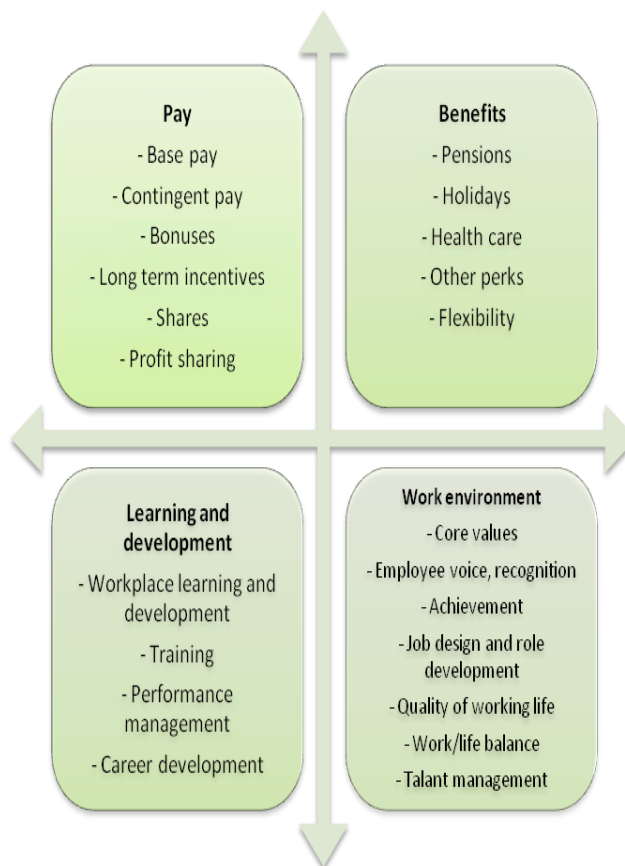 Pay
- Base pay
- Contingent pay
- Bonuses
- Long term incentives
- Shares
- Profit sharing
Benefits
- Pensions
- Holidays
- Health care
- Other perks
- Flexibility
Learning and
development
- Workplace learning and
development
- Training
- Performance
management
- Career development
Work environment
- Core values
- Employee voice, recognition
- Achievement
- Job design and role
development
- Quality of working life
- Work/life balance
- Talant management